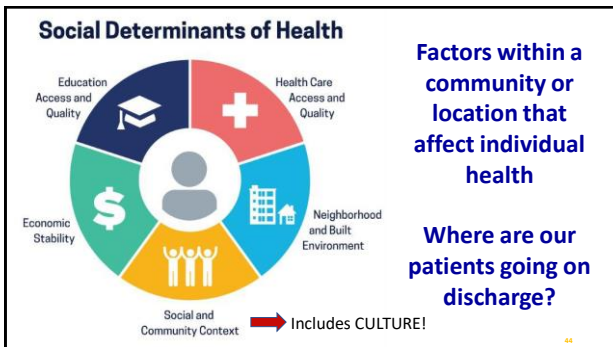 Social Determinants of Health
Education
Access and
Quality
Health Care
Access and
Quality
$
Economic
Stability
Neighborhood
and Built
Environment
Social and
Community Context
Includes CULTURE!
Factors within a
community or
location that
affect individual
health
Where are our
patients going on
discharge?
44